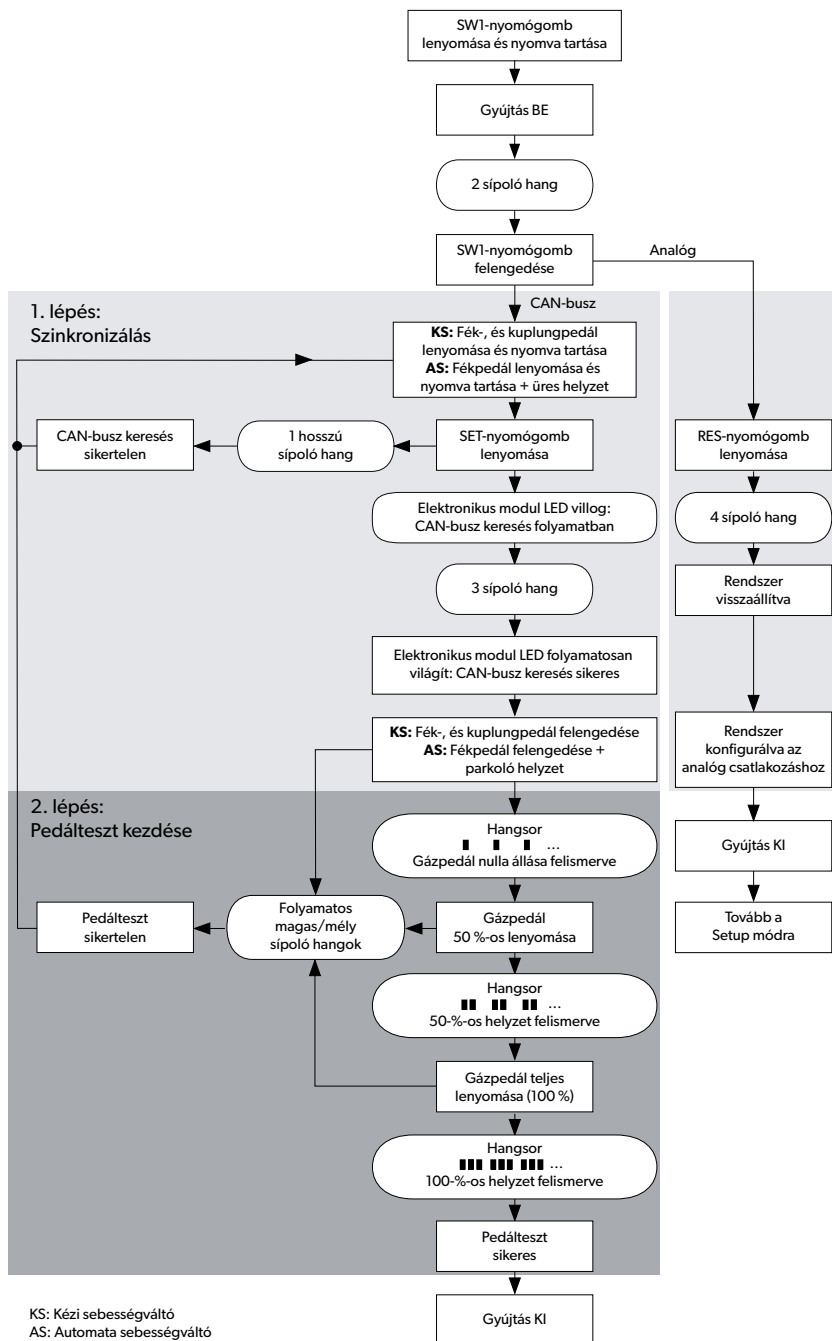 SW1-nyomógomb
lenyomása és nyomva tartása
Gyújtás BE
2 sípoló hang
SW1-nyomógomb
felengedése
Analóg
CAN-busz
1. lépés:
Szinkronizálás
KS: Fék-, és kuplungpedál
lenyomása és nyomva tartása
AS: Fékpedál lenyomása és
nyomva tartása + üres helyzet
CAN-busz keresés
sikertelen
1 hosszú
sípoló hang
SET-nyomógomb
lenyomása
RES-nyomógomb
lenyomása
Elektronikus modul LED villog:
CAN-busz keresés folyamatban
4 sípoló hang
3 sípoló hang
Rendszer
visszaállítva
Elektronikus modul LED folyamatosan
világít: CAN-busz keresés sikeres
KS: Fék-, és kuplungpedál felengedése
AS: Fékpedál felengedése +
parkoló helyzet
Rendszer
konfigurálva az
analóg csatlakozáshoz
2. lépés:
Pedálteszt kezdése
Hangsor
...
Gázpedál nulla állása felismerve
Gyújtás KI
Pedálteszt
sikertelen
Folyamatos
magas/mély
sípoló hangok
Gázpedál
50 %-os lenyomása
Tovább a
Setup módra
Hangsor
...
50-%-os helyzet felismerve
Gázpedál teljes
lenyomása (100 %)
Hangsor
...
100-%-os helyzet felismerve
Pedálteszt
sikeres
Gyújtás KI
KS: Kézi sebességváltó
AS: Automata sebességváltó